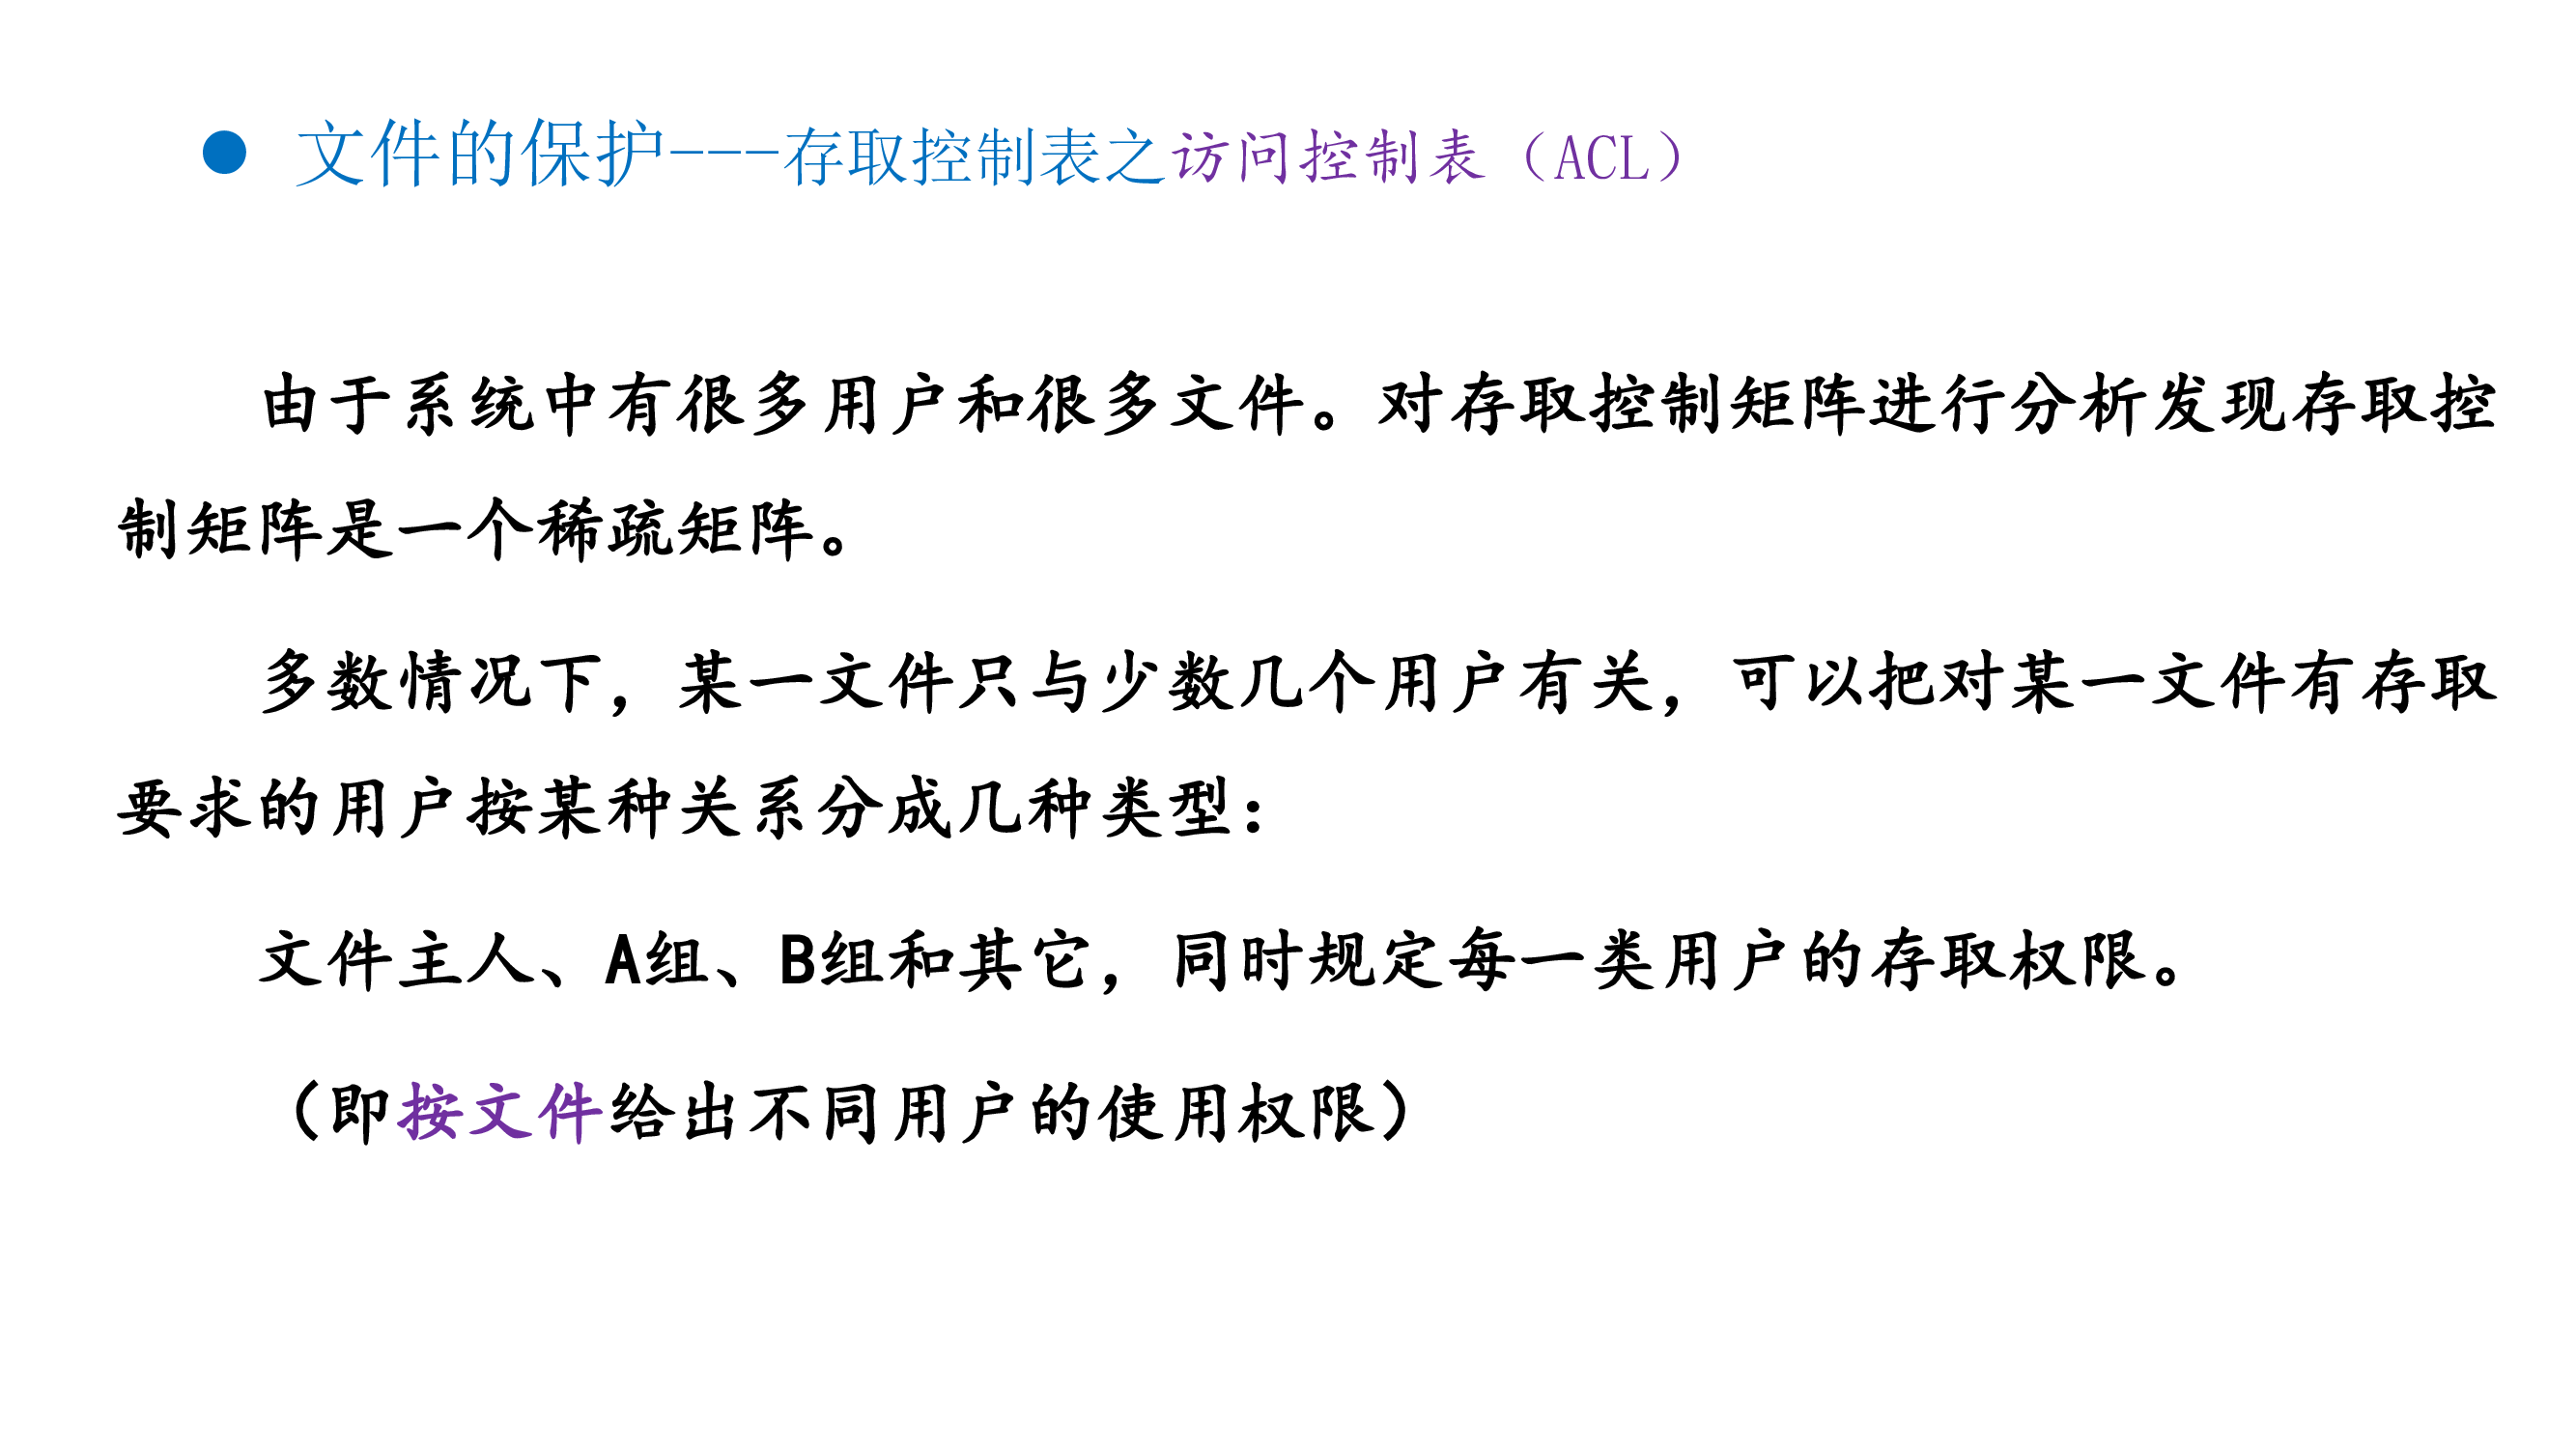 ● 文件的保护---存取控制表之访问控制表（ACL）
由于系统中有很多用户和很多文件。对存取控制矩阵进行分析发现存取控
制矩阵是一个稀疏矩阵。
多数情况下，某一文件只与少数几个用户有关，可以把对某一文件有存取
要求的用户按某种关系分成几种类型：
文件主人、A组、B组和其它，同时规定每一类用户的存取权限。
（即按文件给出不同用户的使用权限）